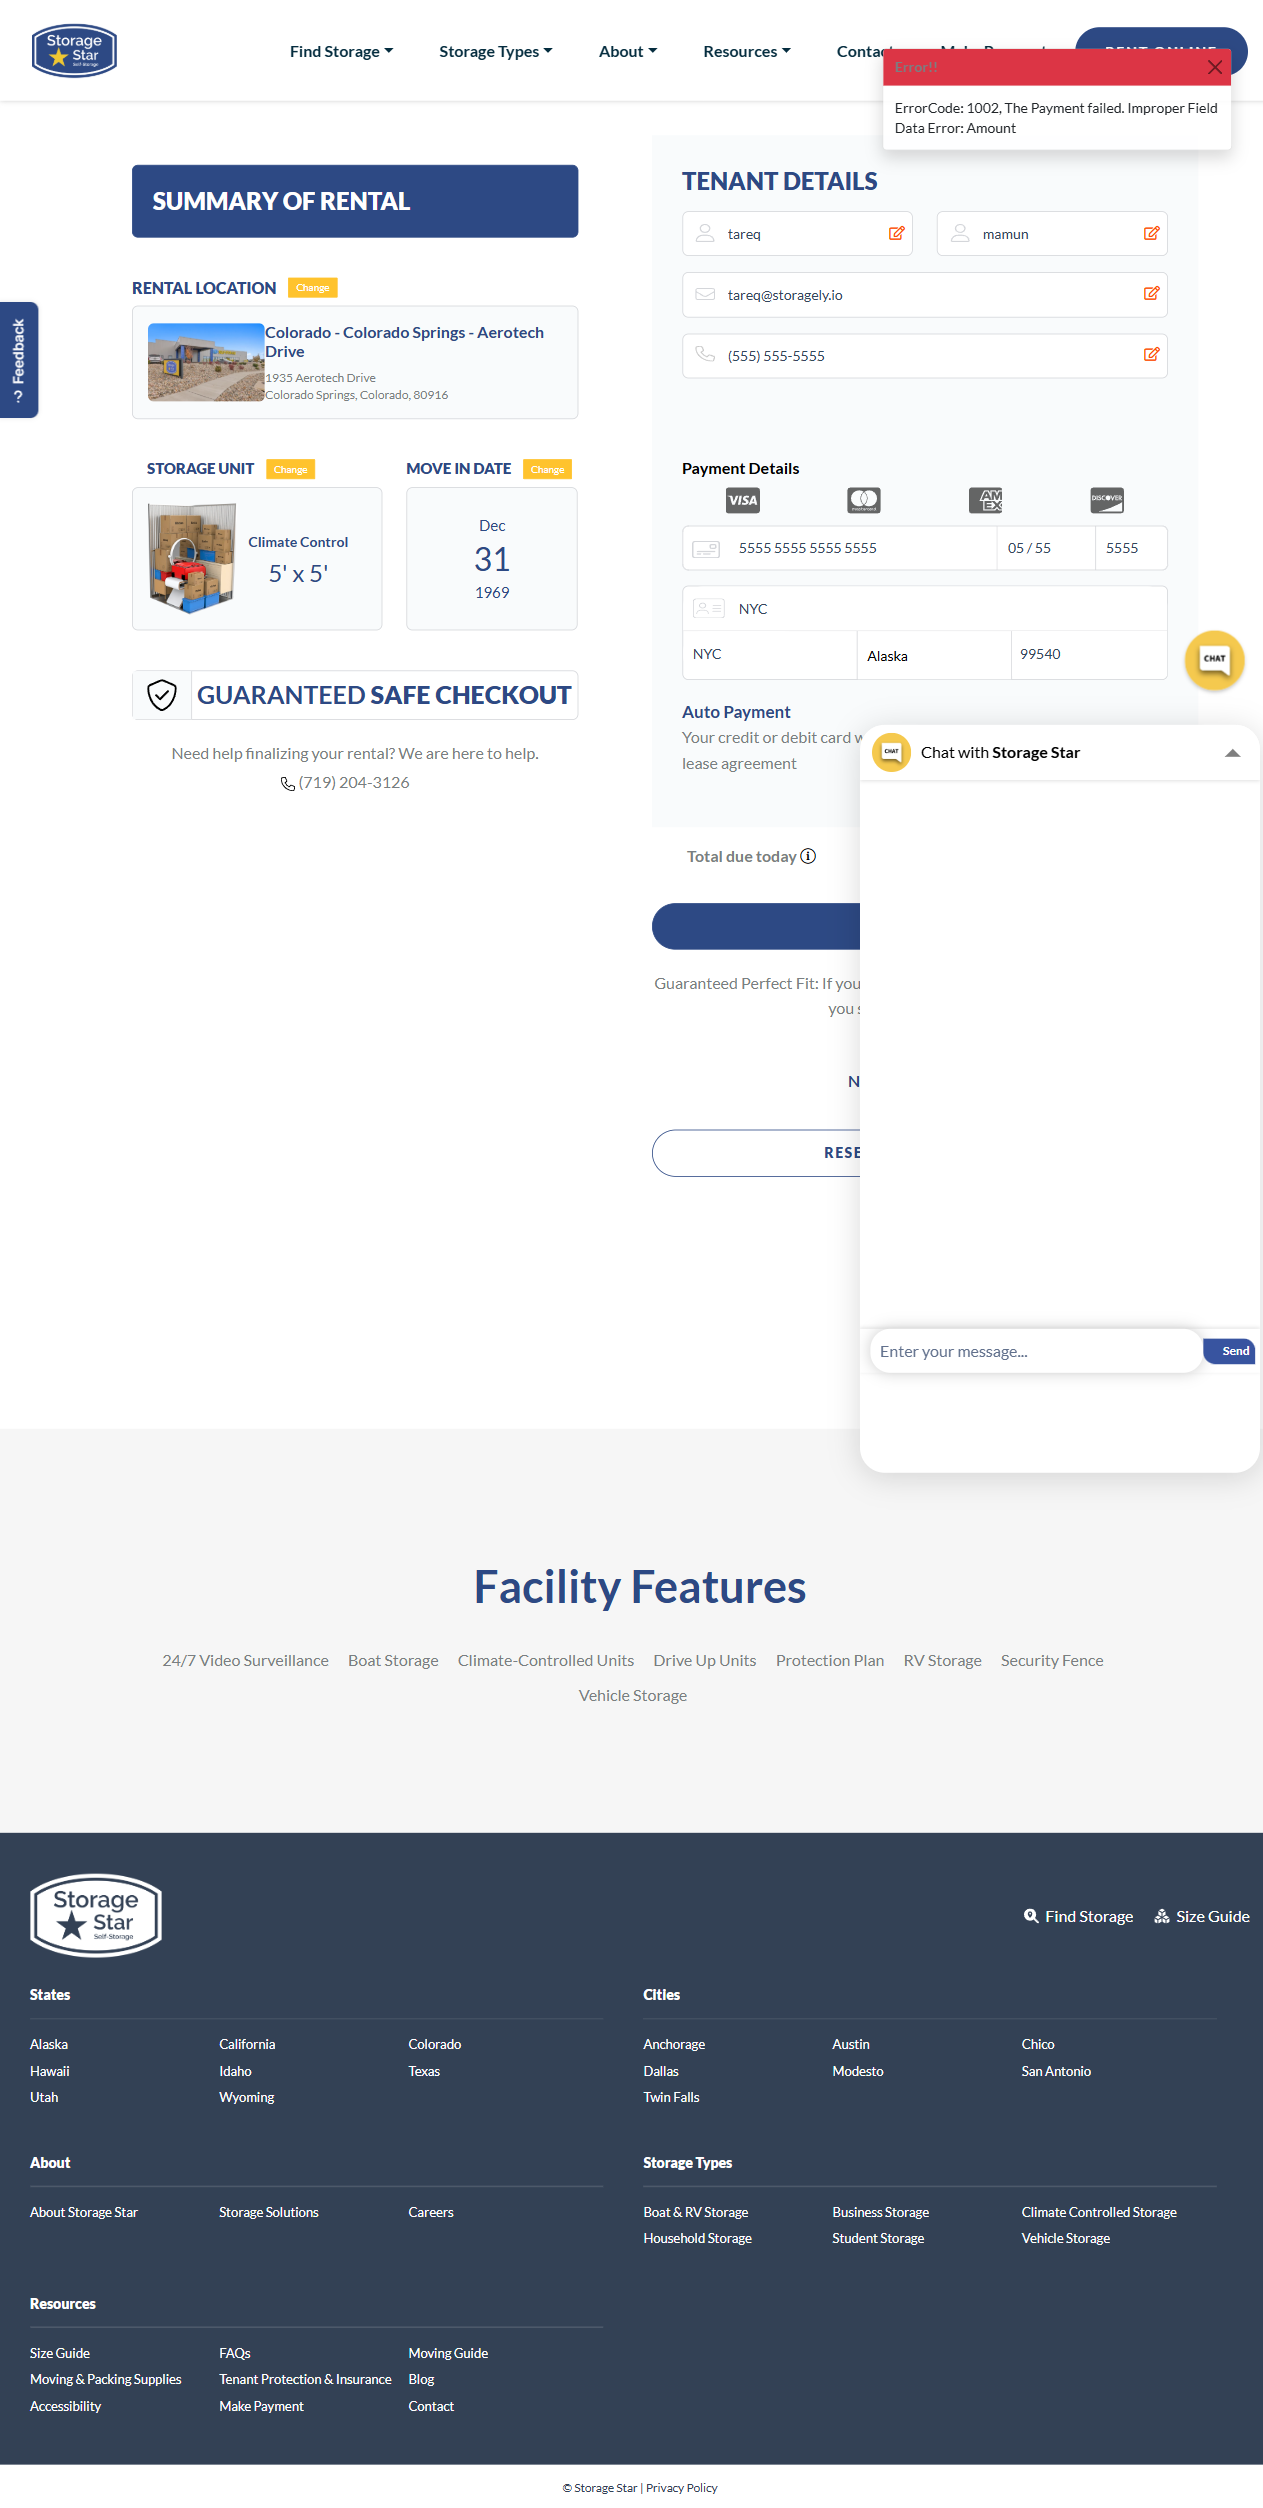 Storage
Star
Self-Storage
Find Storage
Storage Types
About
Resources
Error!!
ErrorCode: 1002, The Payment failed. Improper Field
Data Error: Amount
SUMMARY OF RENTAL
RENTAL LOCATION Change
Colorado - Colorado Springs - Aerotech
Drive
1935 Aerotech Drive
Colorado Springs, Colorado, 80916
STORAGE UNIT Change
Climate Control
5' x 5'
MOVE IN DATE Change
Dec
31
1969
GUARANTEED SAFE CHECKOUT
Need help finalizing your rental? We are here to help.
(719) 204-3126
? Feedback
TENANT DETAILS
tareq
mamun
tareq@storagely.io
(555) 555-5555
Payment Details
VISA
mastercard
AM
EX
DISCOVER
5555 5555 5555 5555 05 / 55 5555
NYC
NYC Alaska 99540
Auto Payment
Your credit or debit card
lease agreement
Total due today
Guaranteed Perfect Fit: If you
you
CHAT
CHAT
Chat with Storage Star
Enter your message...
Send
Facility Features
24/7 Video Surveillance Boat Storage Climate-Controlled Units Drive Up Units Protection Plan RV Storage Security Fence
Vehicle Storage
Storage
Star
Self-Storage
Find Storage Size Guide
States
Alaska California Colorado
Hawaii Idaho Texas
Utah Wyoming
Cities
Anchorage Austin Chico
Dallas Modesto San Antonio
Twin Falls
About
About Storage Star Storage Solutions Careers
Storage Types
Boat & RV Storage Business Storage Climate Controlled Storage
Household Storage Student Storage Vehicle Storage
Resources
Size Guide FAQs Moving Guide
Moving & Packing Supplies Tenant Protection & Insurance Blog
Accessibility Make Payment Contact
© Storage Star | Privacy Policy